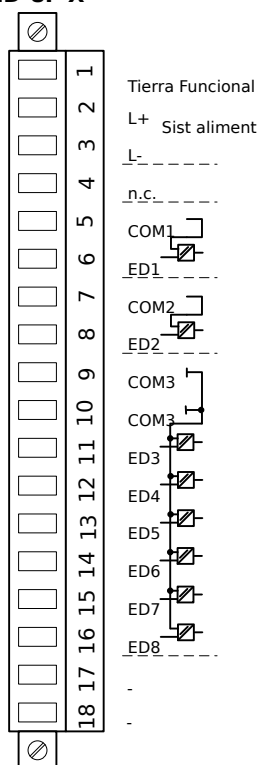 1
Tierra Funcional
2
L+
Sist aliment
3
L-
4
n.c.
5
COM1
6
ED1
7
COM2
8
ED2
9
COM3
10
COM3
11
ED3
12
ED4
13
ED5
14
ED6
15
ED7
16
ED8
17
-
18
-